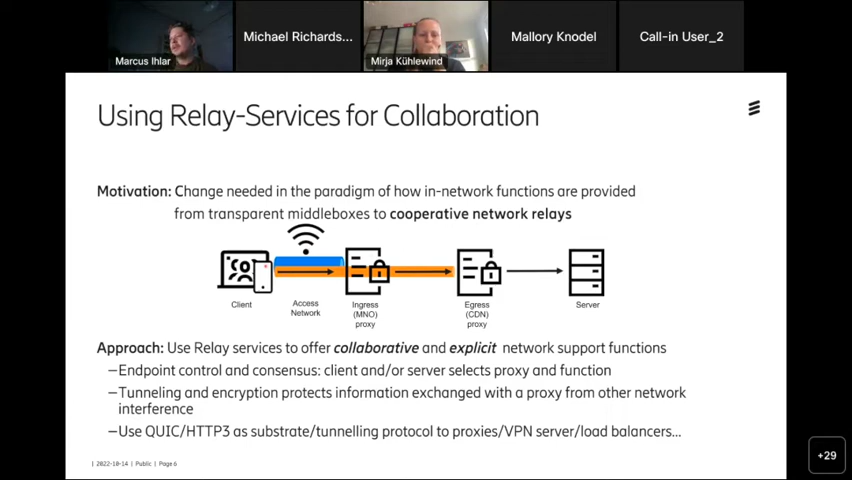 Marcus Ihlar
Michael Richards...
Mirja Kühlewind
Mallory Knodel
Call-in User_2
Using Relay-Services for Collaboration
Motivation: Change needed in the paradigm of how in-network functions are provided
from transparent middleboxes to cooperative network relays
Client
Access
Network
Ingress
(MNO)
proxy
Egress
(CDN)
proxy
Server
Approach: Use Relay services to offer collaborative and explicit network support functions
—Endpoint control and consensus: client and/or server selects proxy and function
—Tunneling and encryption protects information exchanged with a proxy from other network
interference
—Use QUIC/HTTP3 as substrate/tunnelling protocol to proxies/VPN server/load balancers...
| 2022-10-14 | Public | Page 6
+29